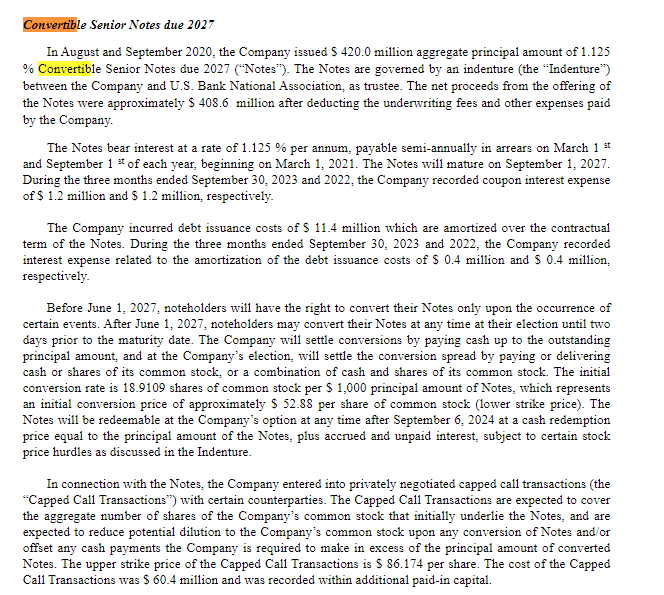 Convertible Senior Notes due 2027
In August and September 2020, the Company issued $ 420.0 million aggregate principal amount of 1.125
% Convertible Senior Notes due 2027 (“Notes”). The Notes are governed by an indenture (the “Indenture”)
between the Company and U.S. Bank National Association, as trustee. The net proceeds from the offering of
the Notes were approximately $ 408.6 million after deducting the underwriting fees and other expenses paid
by the Company.
The Notes bear interest at a rate of 1.125 % per annum, payable semi-annually in arrears on March 1 st
and September 1 st of each year, beginning on March 1, 2021. The Notes will mature on September 1, 2027.
During the three months ended September 30, 2023 and 2022, the Company recorded coupon interest expense
of $ 1.2 million and $ 1.2 million, respectively.
The Company incurred debt issuance costs of $ 11.4 million which are amortized over the contractual
term of the Notes. During the three months ended September 30, 2023 and 2022, the Company recorded
interest expense related to the amortization of the debt issuance costs of $ 0.4 million and $ 0.4 million,
respectively.
Before June 1, 2027, noteholders will have the right to convert their Notes only upon the occurrence of
certain events. After June 1, 2027, noteholders may convert their Notes at any time at their election until two
days prior to the maturity date. The Company will settle conversions by paying cash up to the outstanding
principal amount, and at the Company’s election, will settle the conversion spread by paying or delivering
cash or shares of its common stock, or a combination of cash and shares of its common stock. The initial
conversion rate is 18.9109 shares of common stock per $ 1,000 principal amount of Notes, which represents
an initial conversion price of approximately $ 52.88 per share of common stock (lower strike price). The
Notes will be redeemable at the Company’s option at any time after September 6, 2024 at a cash redemption
price equal to the principal amount of the Notes, plus accrued and unpaid interest, subject to certain stock
price hurdles as discussed in the Indenture.
In connection with the Notes, the Company entered into privately negotiated capped call transactions (the
“Capped Call Transactions”) with certain counterparties. The Capped Call Transactions are expected to cover
the aggregate number of shares of the Company’s common stock that initially underlie the Notes, and are
expected to reduce potential dilution to the Company’s common stock upon any conversion of Notes and/or
offset any cash payments the Company is required to make in excess of the principal amount of converted
Notes. The upper strike price of the Capped Call Transactions is $ 86.174 per share. The cost of the Capped
Call Transactions was $ 60.4 million and was recorded within additional paid-in capital.